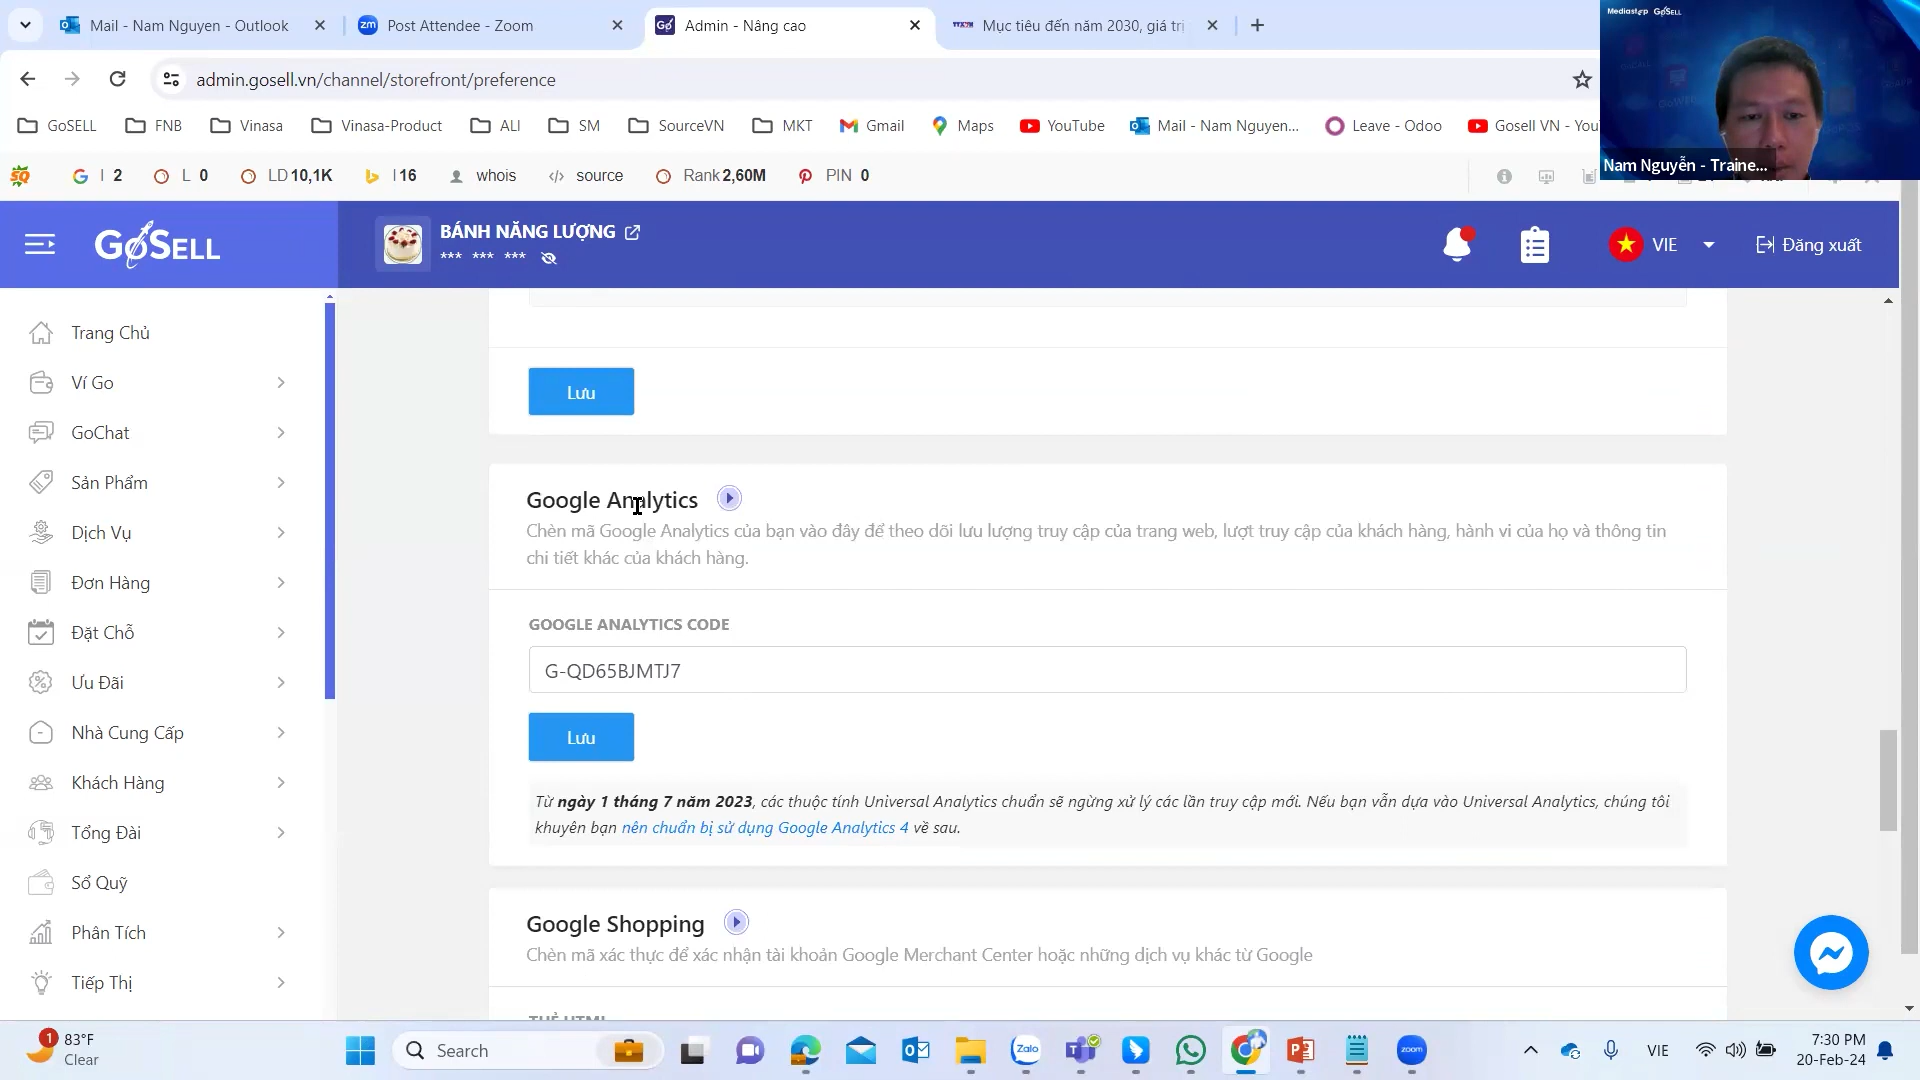 Mail - Nam Nguyen - Outlook
Post Attendee - Zoom
Admin - Nâng cao
Mục tiêu đến năm 2030, giá trị
admin.gosell.vn/channel/storefront/preference
GoSELL
FNB
Vinasa
Vinasa-Product
ALI
SM
SourceVN
MKT
Gmail
Maps
YouTube
Mail - Nam Nguyen...
Leave - Odoo
Gosell VN - You
Mediastep GoSELL
Nam Nguyễn - Traine...
I 2
L 0
LD 10,1K
I 16
whois
source
Rank 2,60M
PIN 0
GoSELL
BÁNH NĂNG LƯỢNG
*** *** ***
VIE
Đăng xuất
Trang Chủ
Ví Go
GoChat
Sản Phẩm
Dịch Vụ
Đơn Hàng
Đặt Chỗ
Ưu Đãi
Nhà Cung Cấp
Khách Hàng
Tổng Đài
Sổ Quỹ
Phân Tích
Tiếp Thị
Lưu
Google Analytics
Chèn mã Google Analytics của bạn vào đây để theo dõi lưu lượng truy cập của trang web, lượt truy cập của khách hàng, hành vi của họ và thông tin
chi tiết khác của khách hàng.
GOOGLE ANALYTICS CODE
G-QD65BJMTJ7
Lưu
Từ ngày 1 tháng 7 năm 2023, các thuộc tính Universal Analytics chuẩn sẽ ngừng xử lý các lần truy cập mới. Nếu bạn vẫn dựa vào Universal Analytics, chúng tôi
khuyên bạn nên chuẩn bị sử dụng Google Analytics 4 về sau.
Google Shopping
Chèn mã xác thực để xác nhận tài khoản Google Merchant Center hoặc những dịch vụ khác từ Google
THẺ HTML
1
83°F
Clear
Search
Zalo
zoom
VIE
7:30 PM
20-Feb-24